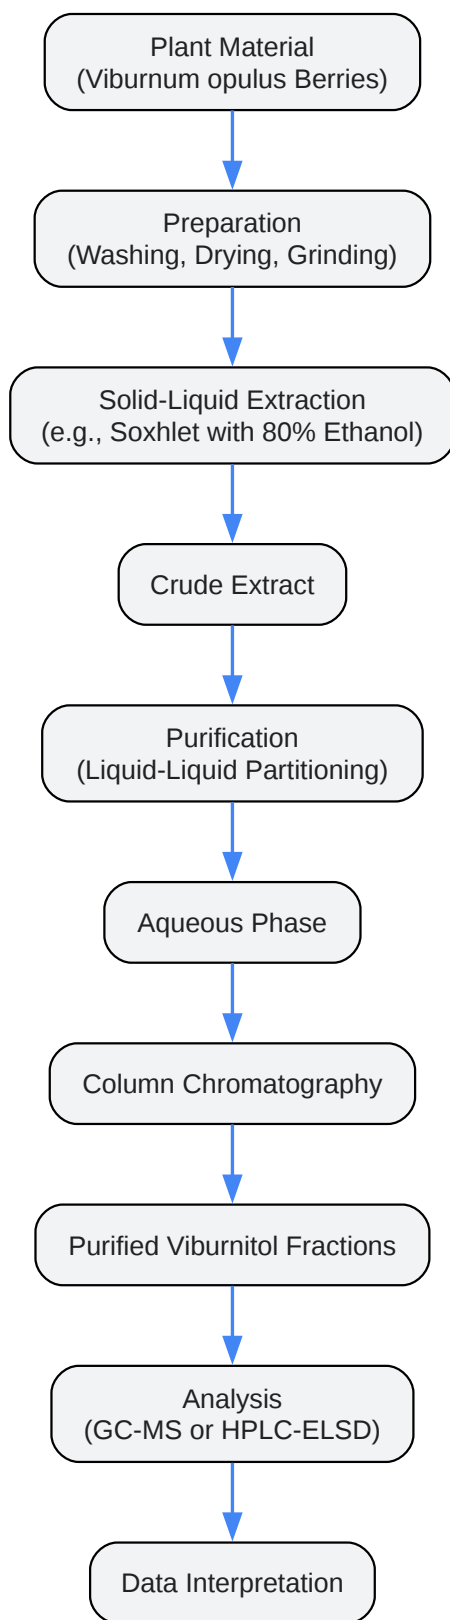 Plant Material
(Viburnum opulus Berries)
Preparation
(Washing, Drying, Grinding)
Solid-Liquid Extraction
(e.g., Soxhlet with 80% Ethanol)
Crude Extract
Purification
(Liquid-Liquid Partitioning)
Aqueous Phase
Column Chromatography
Purified Viburnitol Fractions
Analysis
(GC-MS or HPLC-ELSD)
Data Interpretation